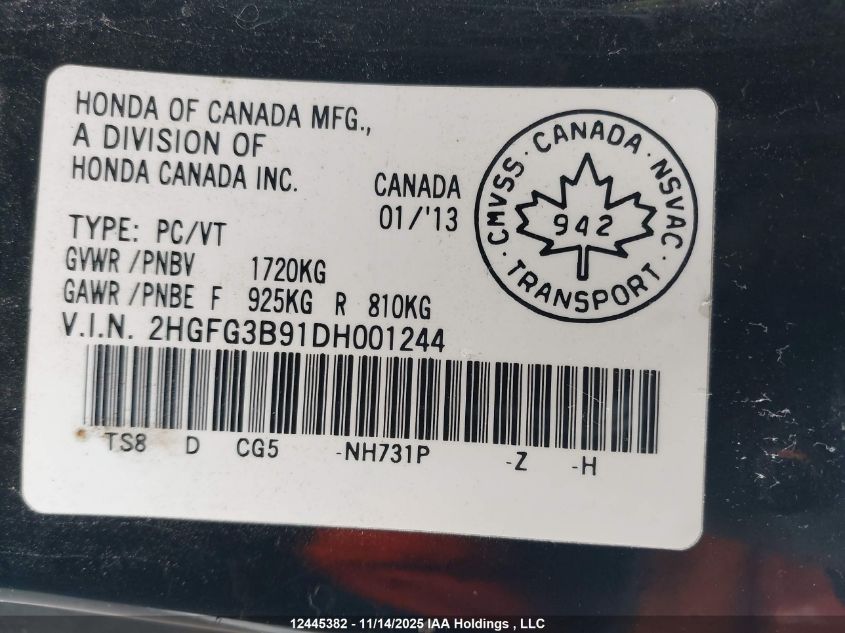 HONDA OF CANADA MFG.,
A DIVISION OF
HONDA CANADA INC.
CANADA
01/'13
TYPE: PC/VT
GVWR /PNBV 1720KG
GAWR /PNBE F 925KG R 810KG
V.I.N. 2HGFG3B91DH001244
TS8 D CG5 -NH731P -Z -H
CMVSS · CANADA · NSVAC · TRANSPORT ·
942
12445382 - 11/14/2025 IAA Holdings , LLC